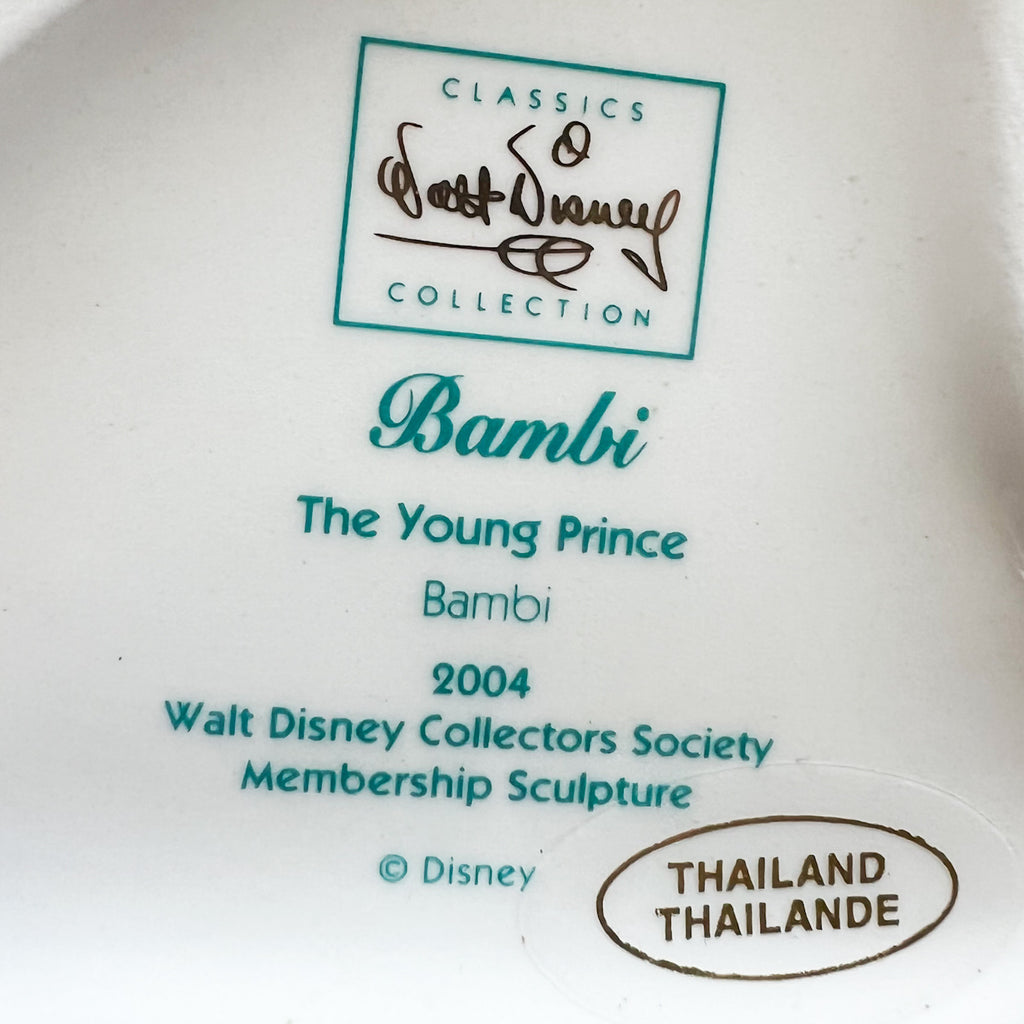 CLASSICS
Walt Disney
COLLECTION
Bambi
The Young Prince
Bambi
2004
Walt Disney Collectors Society
Membership Sculpture
© Disney
THAILAND
THAILANDE